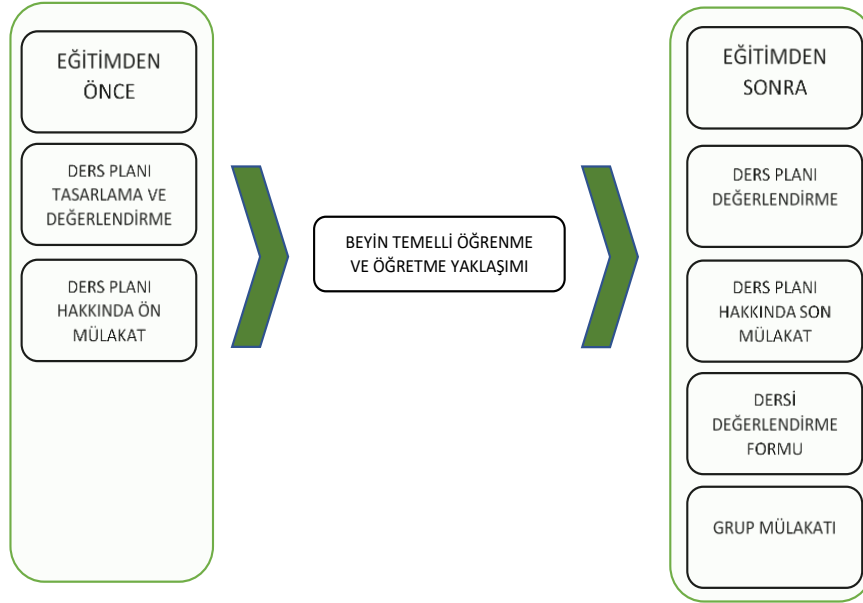 EĞİTİMDEN
ÖNCE
DERS PLANI
TASARLAMA VE
DEĞERLENDİRME
DERS PLANI
HAKKINDA ÖN
MÜLAKAT
BEYİN TEMELLİ ÖĞRENME
VE ÖĞRETME YAKLAŞIMI
EĞİTİMDEN
SONRA
DERS PLANI
DEĞERLENDİRME
DERS PLANI
HAKKINDA SON
MÜLAKAT
DERSİ
DEĞERLENDİRME
FORMU
GRUP MÜLAKATI